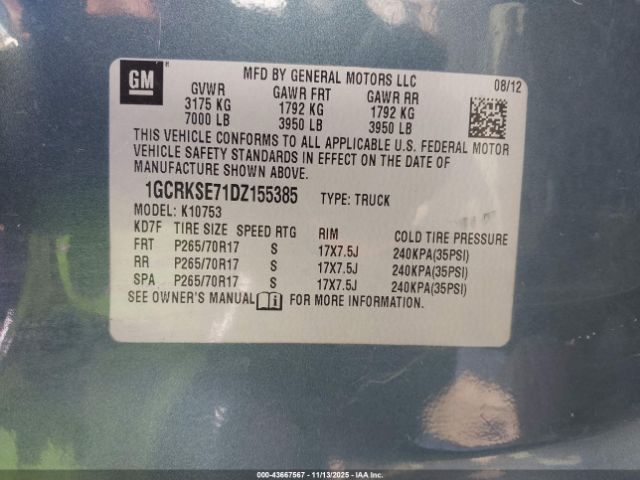 GM
MFD BY GENERAL MOTORS LLC
08/12
GVWR GAWR FRT GAWR RR
3175 KG 1792 KG 1792 KG
7000 LB 3950 LB 3950 LB
THIS VEHICLE CONFORMS TO ALL APPLICABLE U.S. FEDERAL MOTOR
VEHICLE SAFETY STANDARDS IN EFFECT ON THE DATE OF
MANUFACTURE SHOWN ABOVE.
1GCRKSE71DZ155385 TYPE: TRUCK
MODEL: K10753
KD7F TIRE SIZE SPEED RTG RIM COLD TIRE PRESSURE
FRT P265/70R17 S 17X7.5J 240KPA(35PSI)
RR P265/70R17 S 17X7.5J 240KPA(35PSI)
SPA P265/70R17 S 17X7.5J 240KPA(35PSI)
SEE OWNER'S MANUAL FOR MORE INFORMATION.
000-43667567 - 11/13/2025 - IAA Inc.